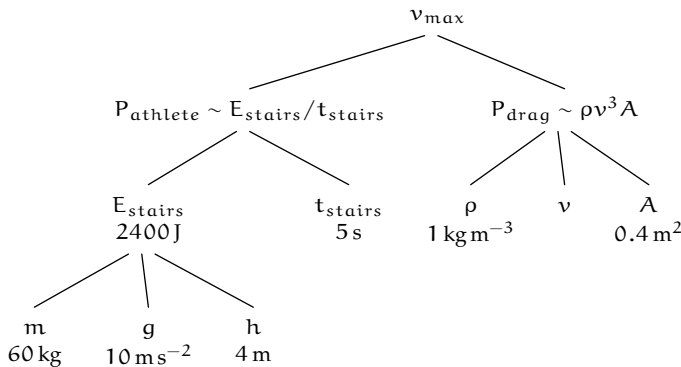 v_max
P_athlete ~ E_stairs/t_stairs P_drag ~ ρv³A
E_stairs t_stairs ρ v A
2400 J 5 s 1 kg m⁻³ 0.4 m²
m g h
60 kg 10 m s⁻² 4 m